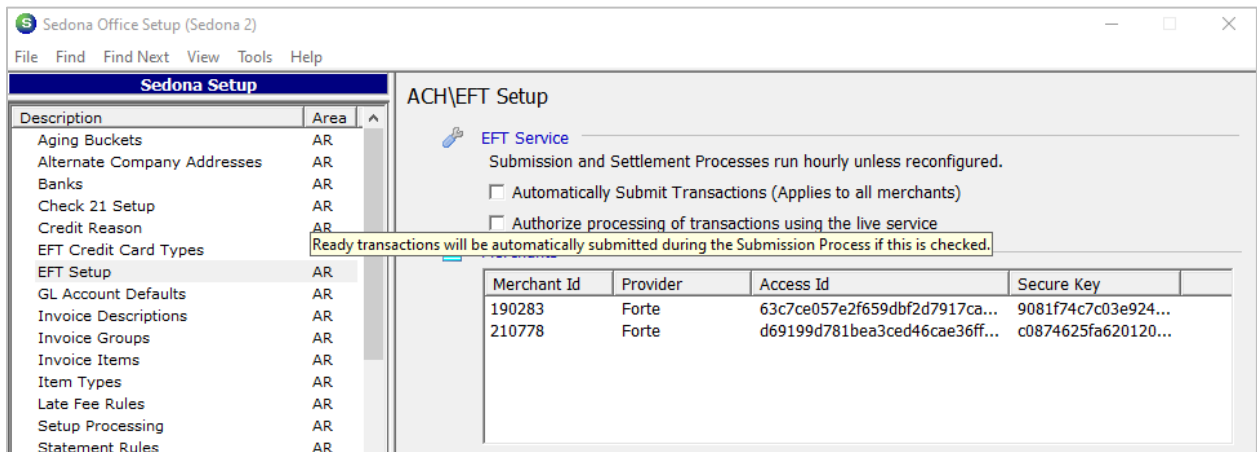 Sedona Office Setup (Sedona 2)
File Find Find Next View Tools Help
Sedona Setup
Description Area
Aging Buckets AR
Alternate Company Addresses AR
Banks AR
Check 21 Setup AR
Credit Reason AR
EFT Credit Card Types
EFT Setup AR
GL Account Defaults AR
Invoice Descriptions AR
Invoice Groups AR
Invoice Items AR
Item Types AR
Late Fee Rules AR
Setup Processing AR
Statement Rules AR
ACH\EFT Setup
EFT Service
Submission and Settlement Processes run hourly unless reconfigured.
Automatically Submit Transactions (Applies to all merchants)
Authorize processing of transactions using the live service
Ready transactions will be automatically submitted during the Submission Process if this is checked.
Merchants
Merchant Id Provider Access Id Secure Key
190283 Forte 63c7ce057e2f659dbf2d7917ca... 9081f74c7c03e924...
210778 Forte d69199d781bea3ced46cae36ff... c0874625fa620120...